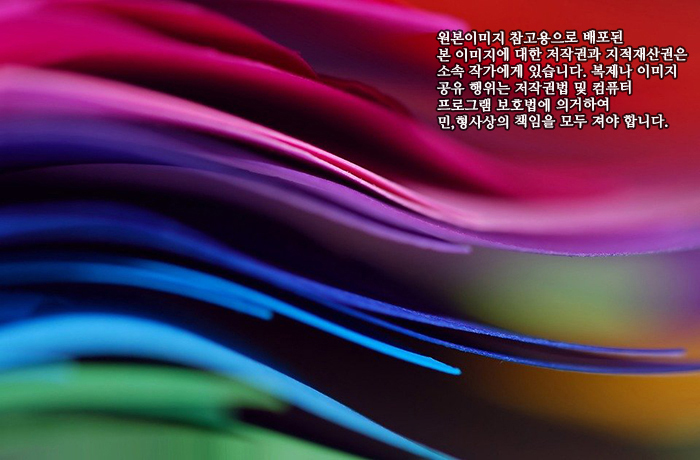 원본이미지 참고용으로 배포된
본 이미지에 대한 저작권과 지적재산권은
소속 작가에게 있습니다. 복제나 이미지
공유 행위는 저작권법 및 컴퓨터
프로그램 보호법에 의거하여
민,형사상의 책임을 모두 져야 합니다.